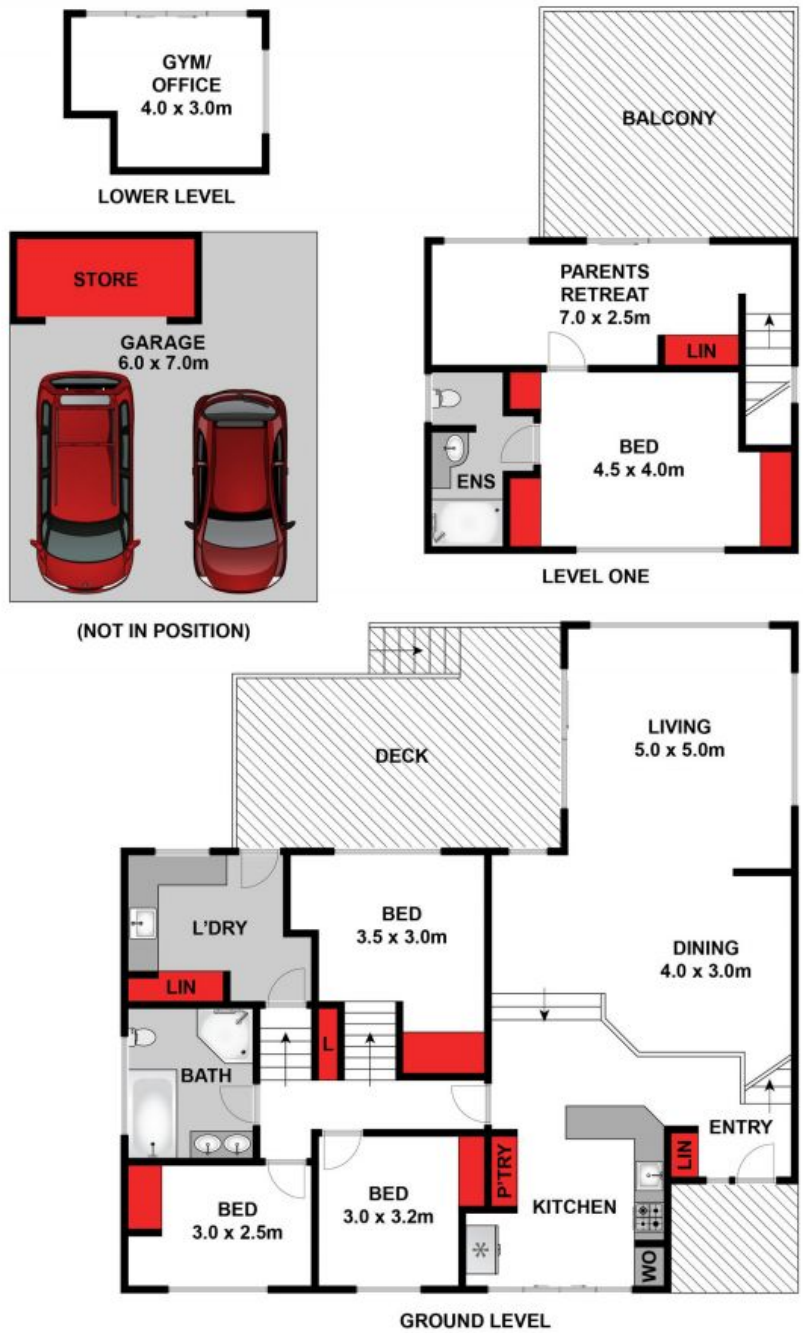 GYM/
OFFICE
4.0 x 3.0m
LOWER LEVEL
BALCONY
STORE
GARAGE
6.0 x 7.0m
(NOT IN POSITION)
PARENTS
RETREAT
7.0 x 2.5m
LIN
BED
4.5 x 4.0m
ENS
LEVEL ONE
LIVING
5.0 x 5.0m
DECK
L'DRY
BED
3.5 x 3.0m
DINING
4.0 x 3.0m
LIN
L
BATH
ENTRY
LIN
P'TRY
KITCHEN
BED
3.0 x 2.5m
BED
3.0 x 3.2m
WO
GROUND LEVEL